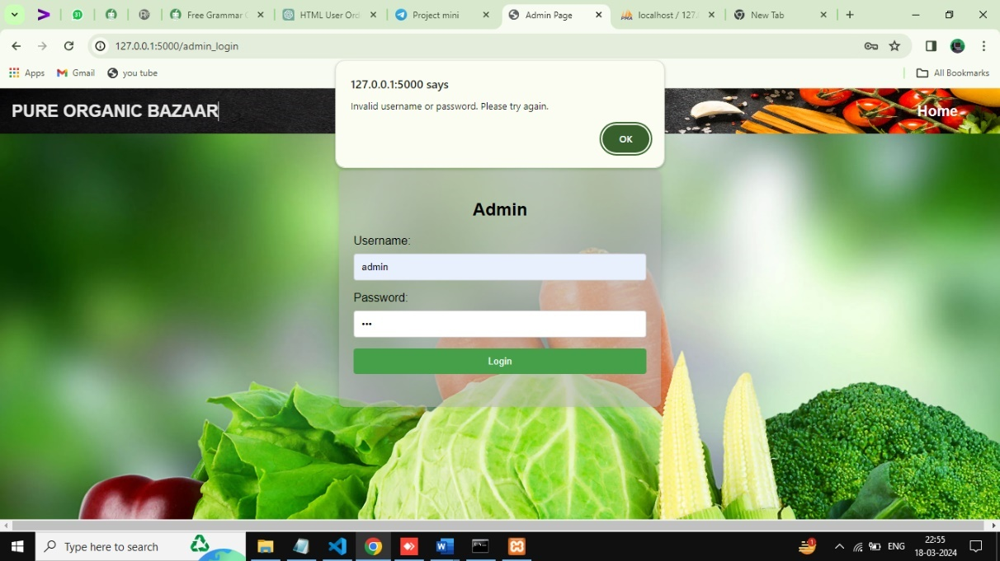 31
Free Grammar C
HTML User Ord
Project mini
Admin Page
PMA
localhost / 127.
New Tab
127.0.0.1:5000/admin_login
Apps
Gmail
you tube
All Bookmarks
127.0.0.1:5000 says
Invalid username or password. Please try again.
OK
PURE ORGANIC BAZAAR
Home
Admin
Username:
admin
Password:
•••
Login
Type here to search
W
1
ENG
22:55
18-03-2024